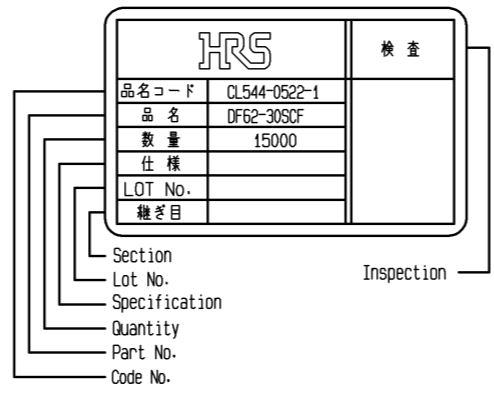 HRS
検 査
品名コード CL544-0522-1
品 名 DF62-30SCF
数 量 15000
仕 様
LOT No.
継ぎ目
Section
Lot No.
Inspection
Specification
Quantity
Part No.
Code No.